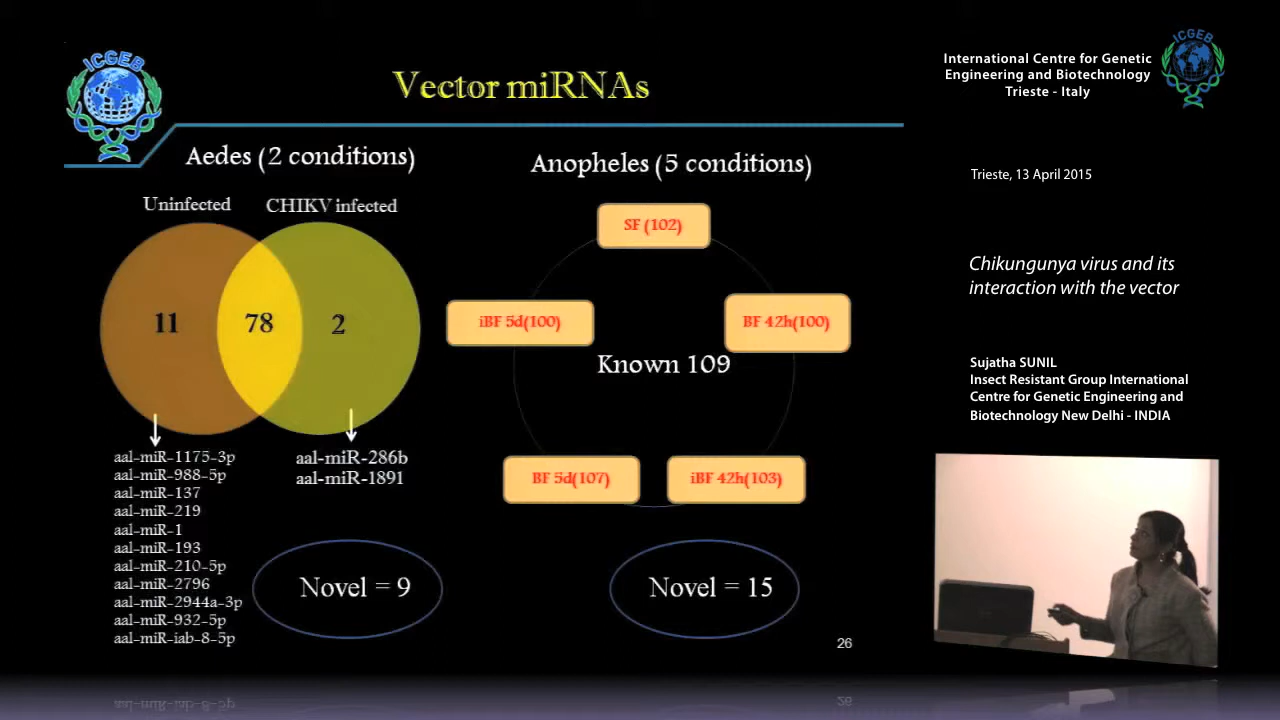 ICGEB
Vector miRNAs
Aedes (2 conditions)
Anopheles (5 conditions)
Uninfected
CHIKV infected
11
78
2
aal-miR-1175-3p
aal-miR-988-5p
aal-miR-137
aal-miR-219
aal-miR-1
aal-miR-193
aal-miR-210-5p
aal-miR-2796
aal-miR-2944a-3p
aal-miR-932-5p
aal-miR-iab-8-5p
aal-miR-286b
aal-miR-1891
Novel = 9
SF (102)
iBF 5d(100)
BF 42h(100)
Known 109
BF 5d(107)
iBF 42h(103)
Novel = 15
26
International Centre for Genetic
Engineering and Biotechnology
Trieste - Italy
ICGEB
Trieste, 13 April 2015
Chikungunya virus and its
interaction with the vector
Sujatha SUNIL
Insect Resistant Group International
Centre for Genetic Engineering and
Biotechnology New Delhi - INDIA
aal-miR-iab-8-5p
26